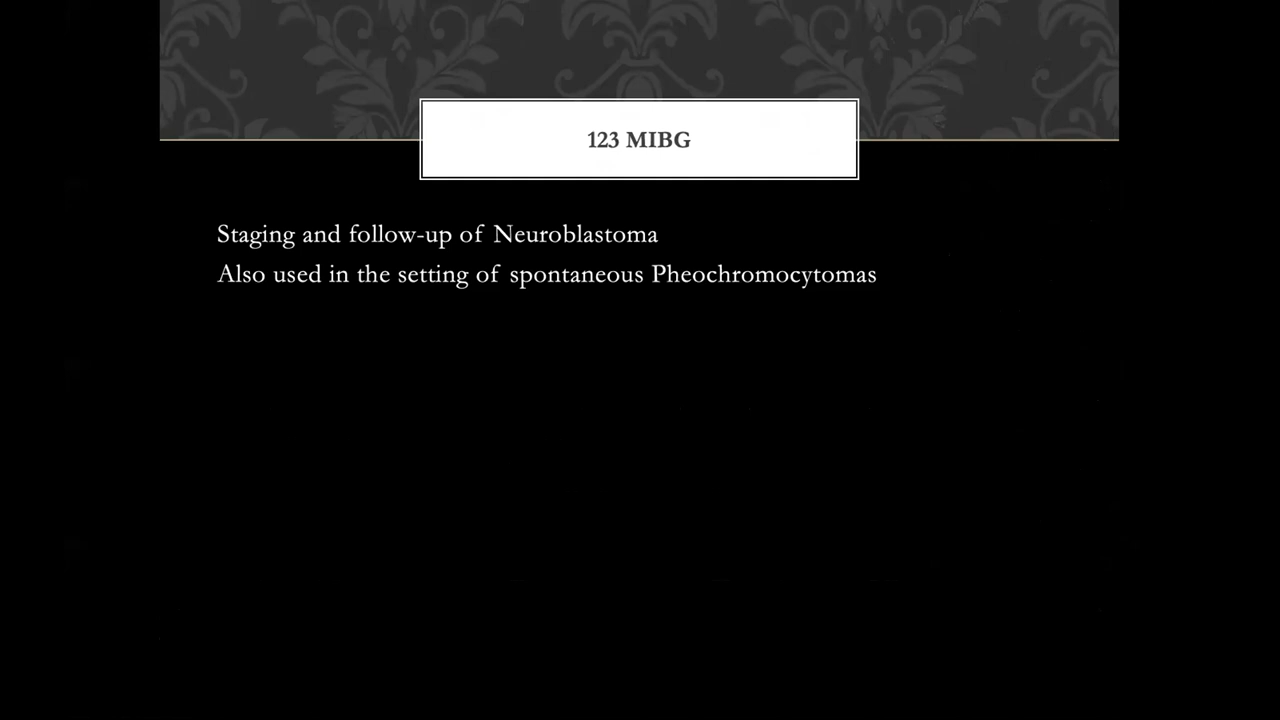 123 MIBG
Staging and follow-up of Neuroblastoma
Also used in the setting of spontaneous Pheochromocytomas